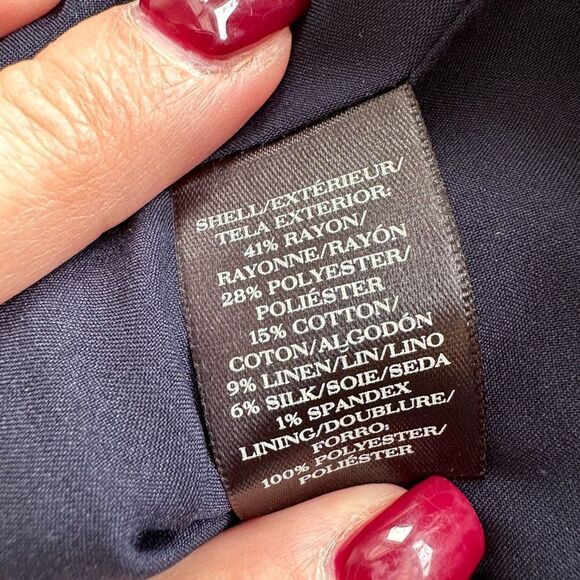 SHELL/EXTÉRIEUR/
TELA EXTERIOR:
41% RAYON/
RAYONNE/RAYÓN
28% POLYESTER/
POLIÉSTER
15% COTTON/
COTON/ALGODÓN
9% LINEN/LIN/LINO
6% SILK/SOIE/SEDA
1% SPANDEX
LINING/DOUBLURE/
FORRO:
100% POLYESTER/
POLIÉSTER